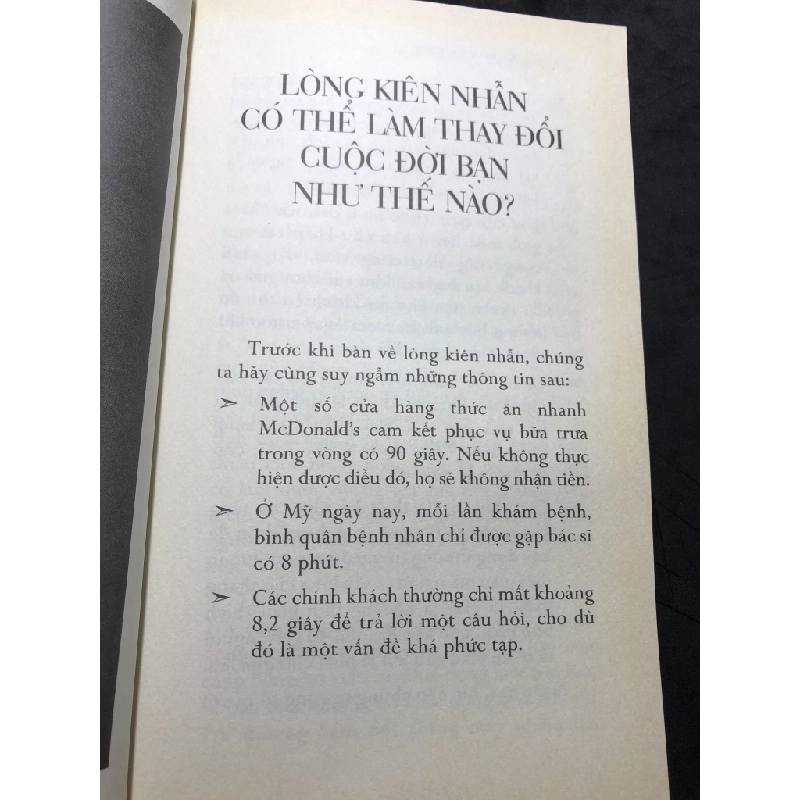 LÒNG KIÊN NHẪN
CÓ THỂ LÀM THAY ĐỔI
CUỘC ĐỜI BẠN
NHƯ THẾ NÀO?
Trước khi bàn về lòng kiên nhẫn, chúng
ta hãy cùng suy ngẫm những thông tin sau:
➢ Một số cửa hàng thức ăn nhanh
McDonald's cam kết phục vụ bữa trưa
trong vòng có 90 giây. Nếu không thực
hiện được điều đó, họ sẽ không nhận tiền.
➢ Ở Mỹ ngày nay, mỗi lần khám bệnh,
bình quân bệnh nhân chỉ được gặp bác sĩ
có 8 phút.
➢ Các chính khách thường chỉ mất khoảng
8,2 giây để trả lời một câu hỏi, cho dù
đó là một vấn đề khá phức tạp.